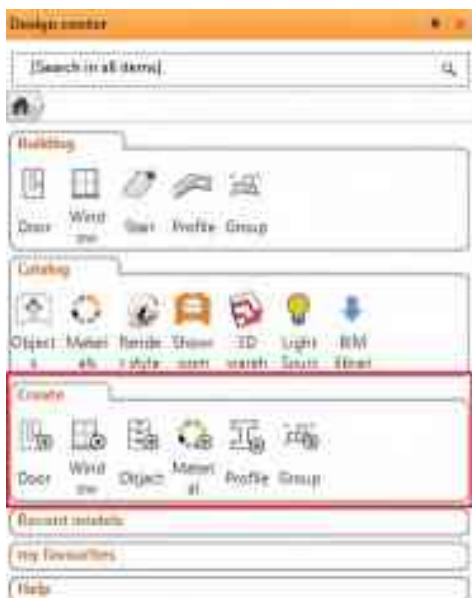 Design center
[Search in all items]
Building
Door Wind Stair Profile Group
ow
Catalog
Object Materi Rende Show 3D Light BIM
s als r style room wareh Sourc librari
Create
Door Wind Object Materi Profile Group
ow al
Recent models
my favourites
Help